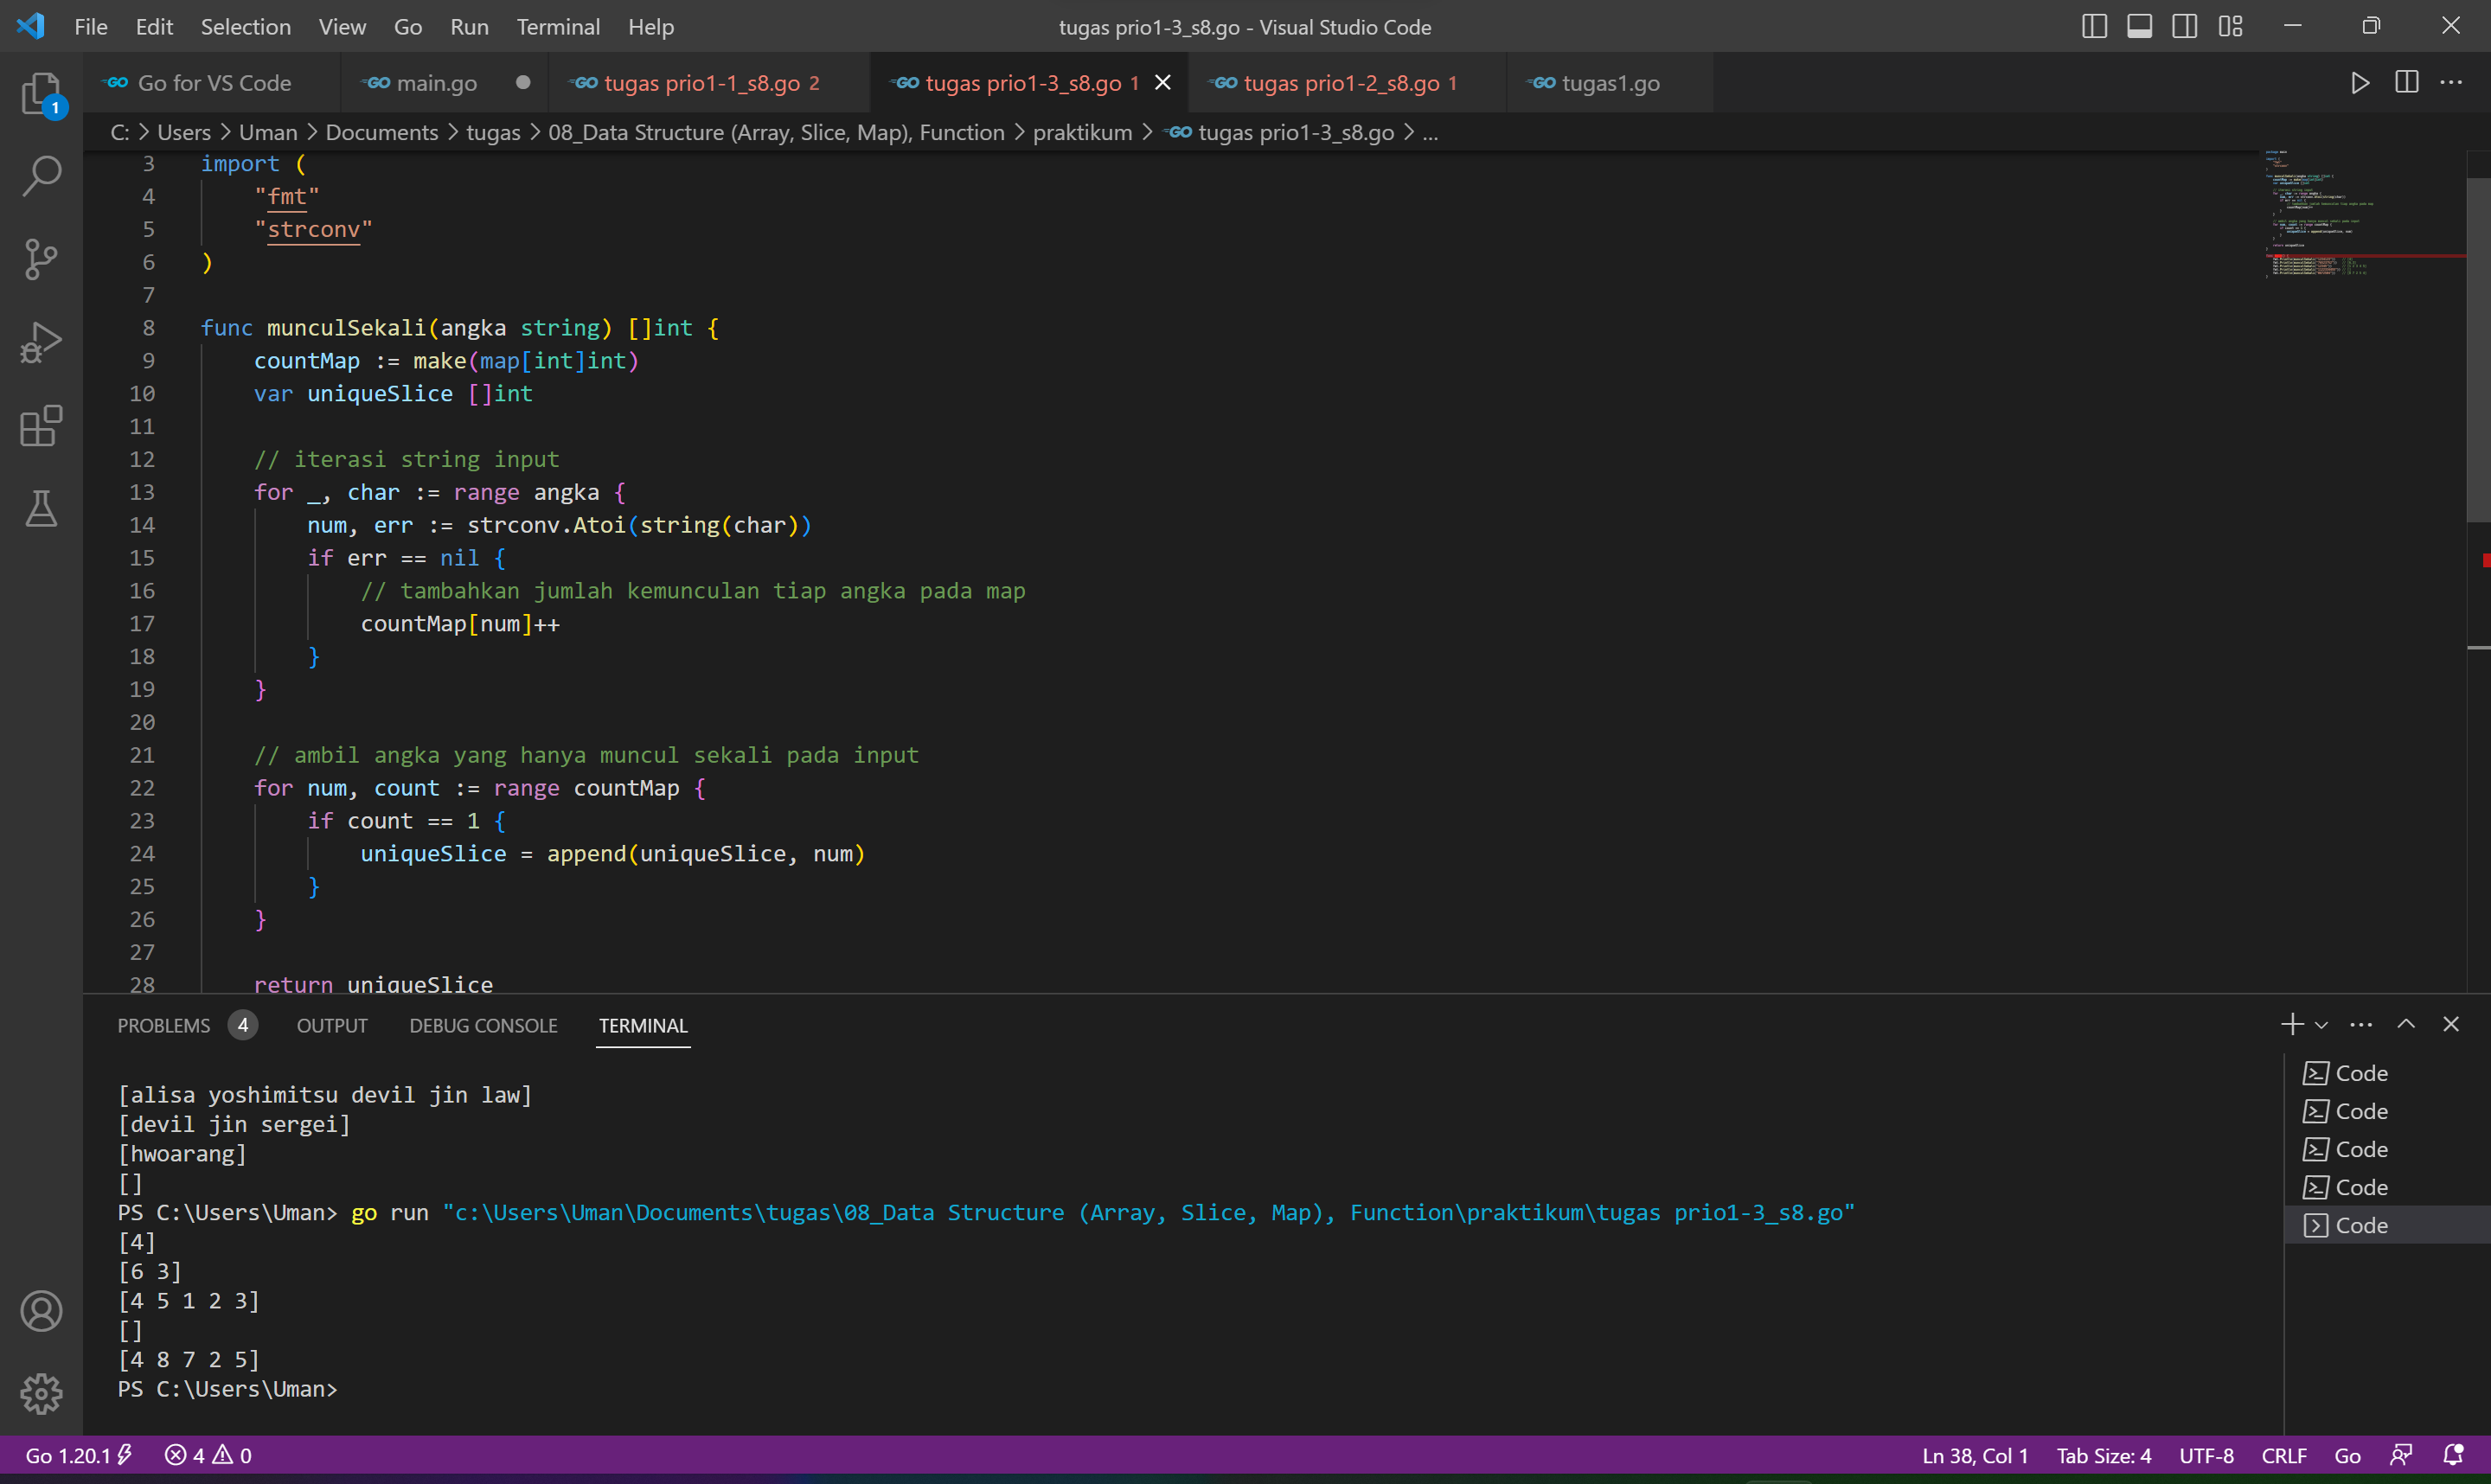 File Edit Selection View Go Run Terminal Help tugas prio1-3_s8.go - Visual Studio Code
Go for VS Code main.go tugas prio1-1_s8.go 2 tugas prio1-3_s8.go 1 tugas prio1-2_s8.go 1 tugas1.go
1
C: > Users > Uman > Documents > tugas > 08_Data Structure (Array, Slice, Map), Function > praktikum > tugas prio1-3_s8.go > ...
3 import (
4 "fmt"
5 "strconv"
6 )
7
8 func munculSekali(angka string) []int {
9 countMap := make(map[int]int)
10 var uniqueSlice []int
11
12 // iterasi string input
13 for _, char := range angka {
14 num, err := strconv.Atoi(string(char))
15 if err == nil {
16 // tambahkan jumlah kemunculan tiap angka pada map
17 countMap[num]++
18 }
19 }
20
21 // ambil angka yang hanya muncul sekali pada input
22 for num, count := range countMap {
23 if count == 1 {
24 uniqueSlice = append(uniqueSlice, num)
25 }
26 }
27
28 return uniqueSlice
PROBLEMS 4 OUTPUT DEBUG CONSOLE TERMINAL
[alisa yoshimitsu devil jin law]
[devil jin sergei]
[hwoarang]
[]
PS C:\Users\Uman> go run "c:\Users\Uman\Documents\tugas\08_Data Structure (Array, Slice, Map), Function\praktikum\tugas prio1-3_s8.go"
[4]
[6 3]
[4 5 1 2 3]
[]
[4 8 7 2 5]
PS C:\Users\Uman>
Code
Code
Code
Code
Code
Go 1.20.1 4 0 Ln 38, Col 1 Tab Size: 4 UTF-8 CRLF Go